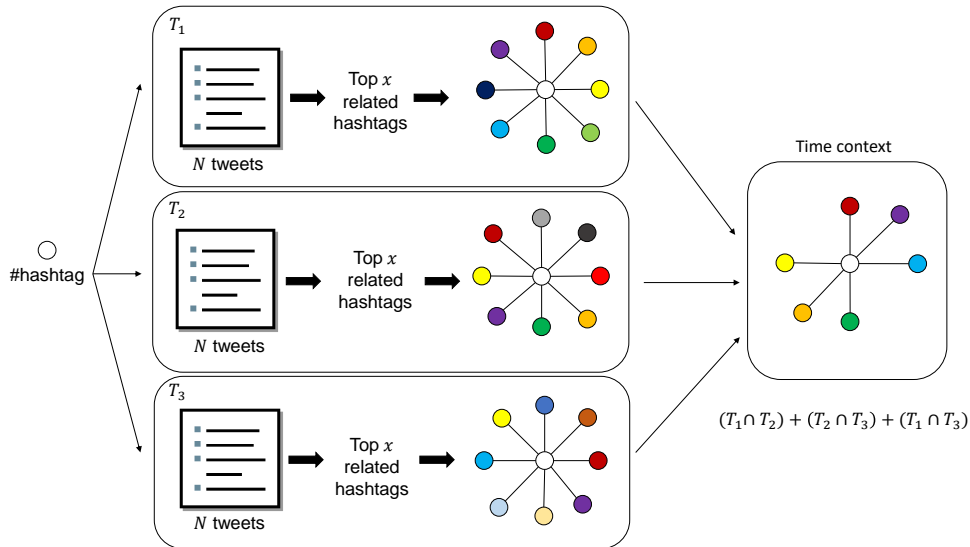 T₁
N tweets
Top x
related
hashtags
T₂
N tweets
Top x
related
hashtags
T₃
N tweets
Top x
related
hashtags
#hashtag
Time context
(T₁∩ T₂) + (T₂ ∩ T₃) + (T₁ ∩ T₃)